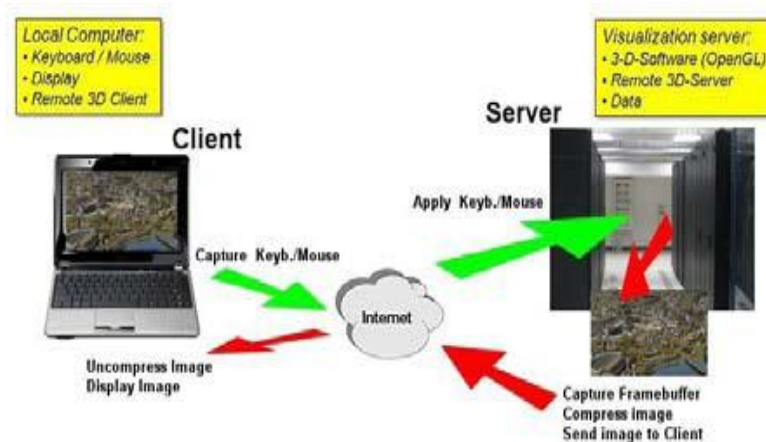 Local Computer:
• Keyboard / Mouse
• Display
• Remote 3D Client
Visualization server:
• 3-D-Software (OpenGL)
• Remote 3D-Server
• Data
Client
Server
Apply Keyb./Mouse
Capture Keyb./Mouse
Internet
Uncompress Image
Display Image
Capture Framebuffer
Compress image
Send image to Client